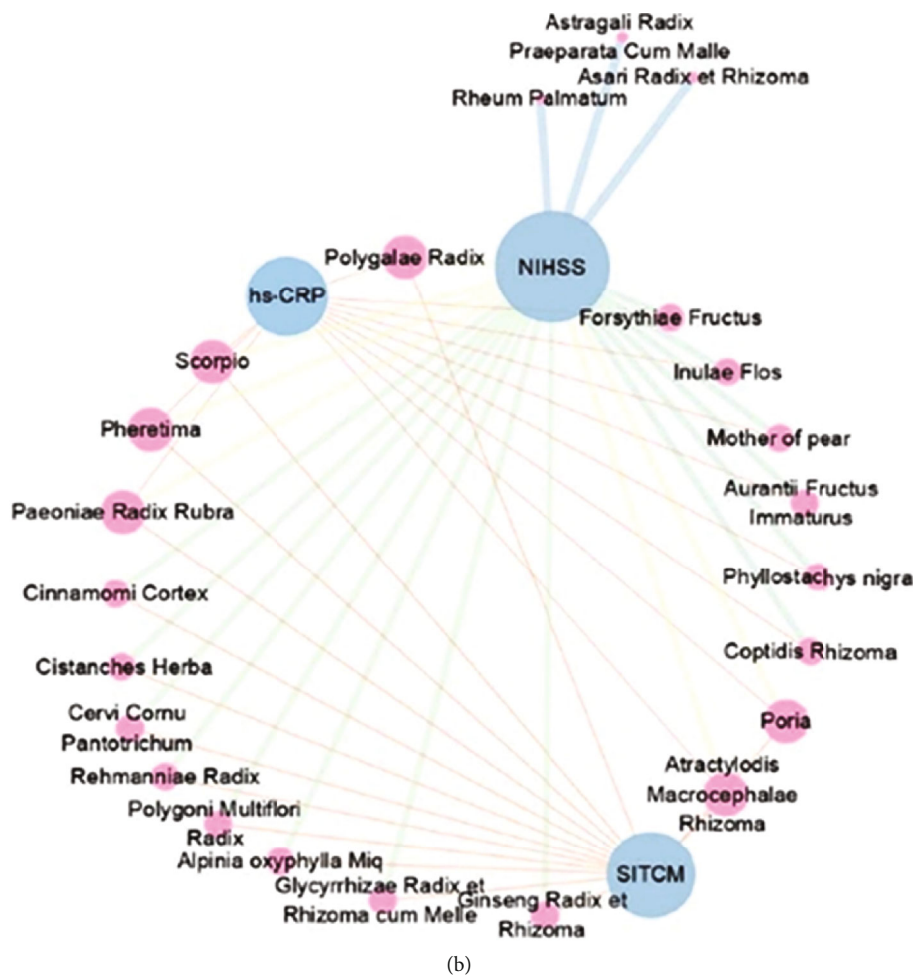 Astragali Radix
Praeparata Cum Malle
Asari Radix et Rhizoma
Rheum Palmatum
Polygalae Radix
NIHSS
hs-CRP
Forsythiae Fructus
Scorpio
Inulae Flos
Pheretima
Mother of pear
Aurantii Fructus
Immaturus
Paeoniae Radix Rubra
Phyllostachys nigra
Cinnamomi Cortex
Coptidis Rhizoma
Cistanches Herba
Cervi Cornu
Pantotrichum
Poria
Rehmanniae Radix
Atractylodis
Macrocephalae
Rhizoma
Polygoni Multiflori
Radix
Alpinia oxyphylla Miq
SITCM
Glycyrrhizae Radix et
Rhizoma cum Melle
Ginseng Radix et
Rhizoma
(b)